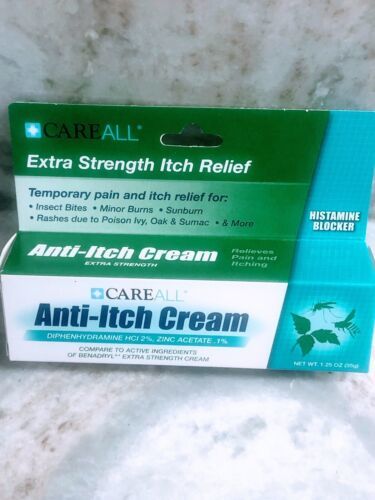 CAREALL®
Extra Strength Itch Relief
Temporary pain and itch relief for:
• Insect Bites • Minor Burns • Sunburn
• Rashes due to Poison Ivy, Oak & Sumac • & More
HISTAMINE
BLOCKER
Anti-Itch Cream
EXTRA STRENGTH
Relieves
Pain and
Itching
CAREALL®
Anti-Itch Cream
DIPHENHYDRAMINE HCl 2%, ZINC ACETATE .1%
COMPARE TO ACTIVE INGREDIENTS
OF BENADRYL®* EXTRA STRENGTH CREAM
NET WT. 1.25 OZ (35g)